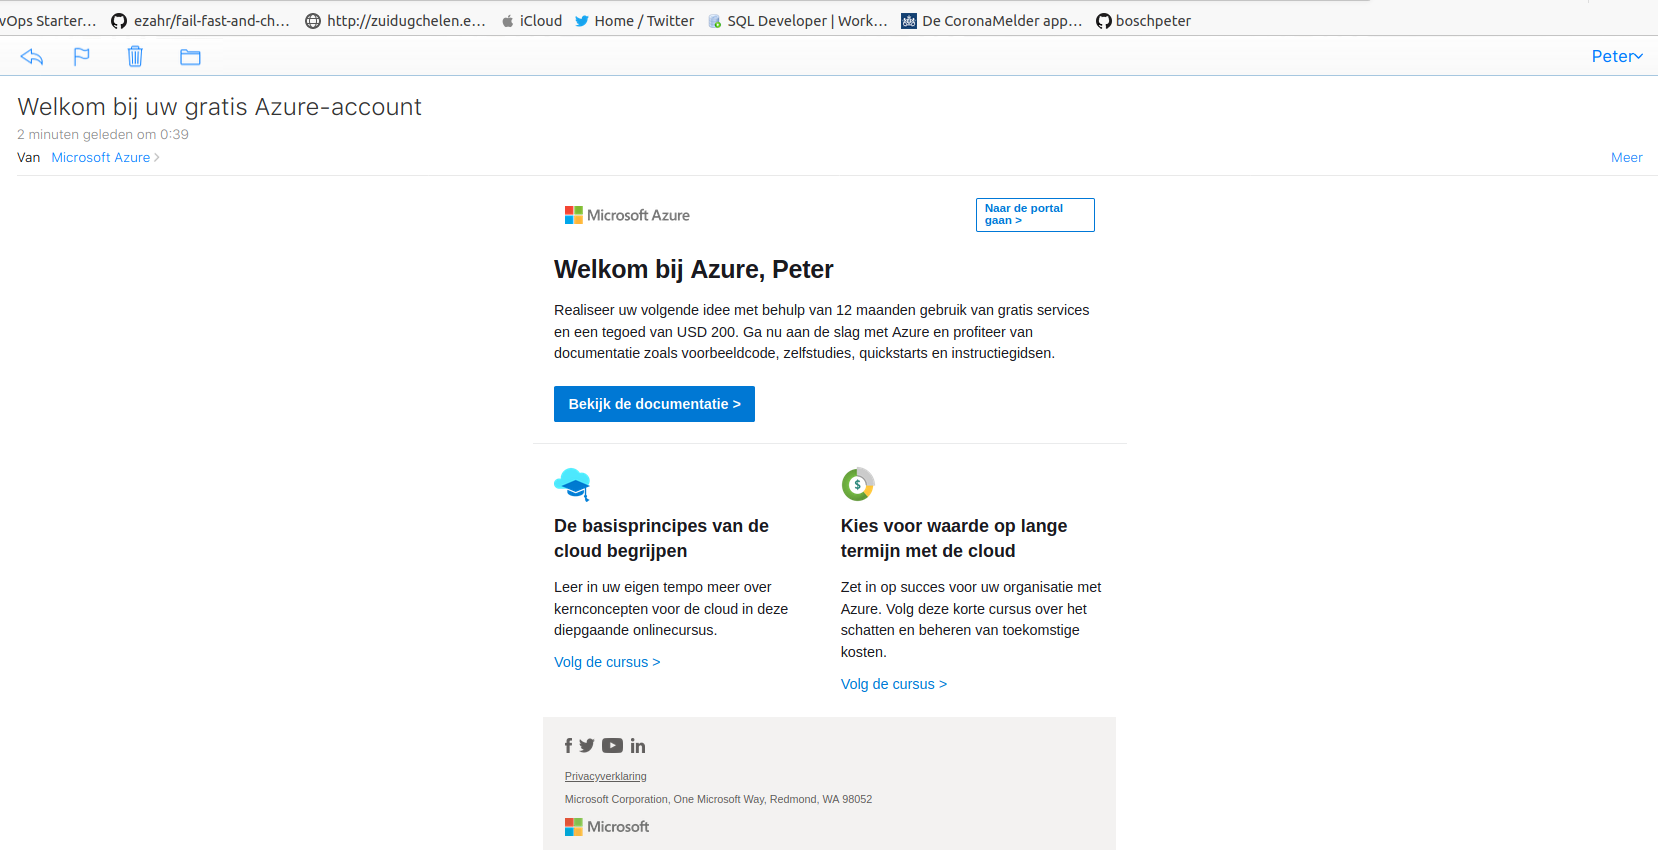 vOps Starter... ezahr/fail-fast-and-ch... http://zuidugchelen.e... iCloud Home / Twitter SQL Developer | Work... De CoronaMelder app... boschpeter
Peter
Welkom bij uw gratis Azure-account
2 minuten geleden om 0:39
Van Microsoft Azure >
Meer
Microsoft Azure
Naar de portal
gaan >
Welkom bij Azure, Peter
Realiseer uw volgende idee met behulp van 12 maanden gebruik van gratis services
en een tegoed van USD 200. Ga nu aan de slag met Azure en profiteer van
documentatie zoals voorbeeldcode, zelfstudies, quickstarts en instructiegidsen.
Bekijk de documentatie >
De basisprincipes van de
cloud begrijpen
Leer in uw eigen tempo meer over
kernconcepten voor de cloud in deze
diepgaande onlinecursus.
Volg de cursus >
$
Kies voor waarde op lange
termijn met de cloud
Zet in op succes voor uw organisatie met
Azure. Volg deze korte cursus over het
schatten en beheren van toekomstige
kosten.
Volg de cursus >
Privacyverklaring
Microsoft Corporation, One Microsoft Way, Redmond, WA 98052
Microsoft